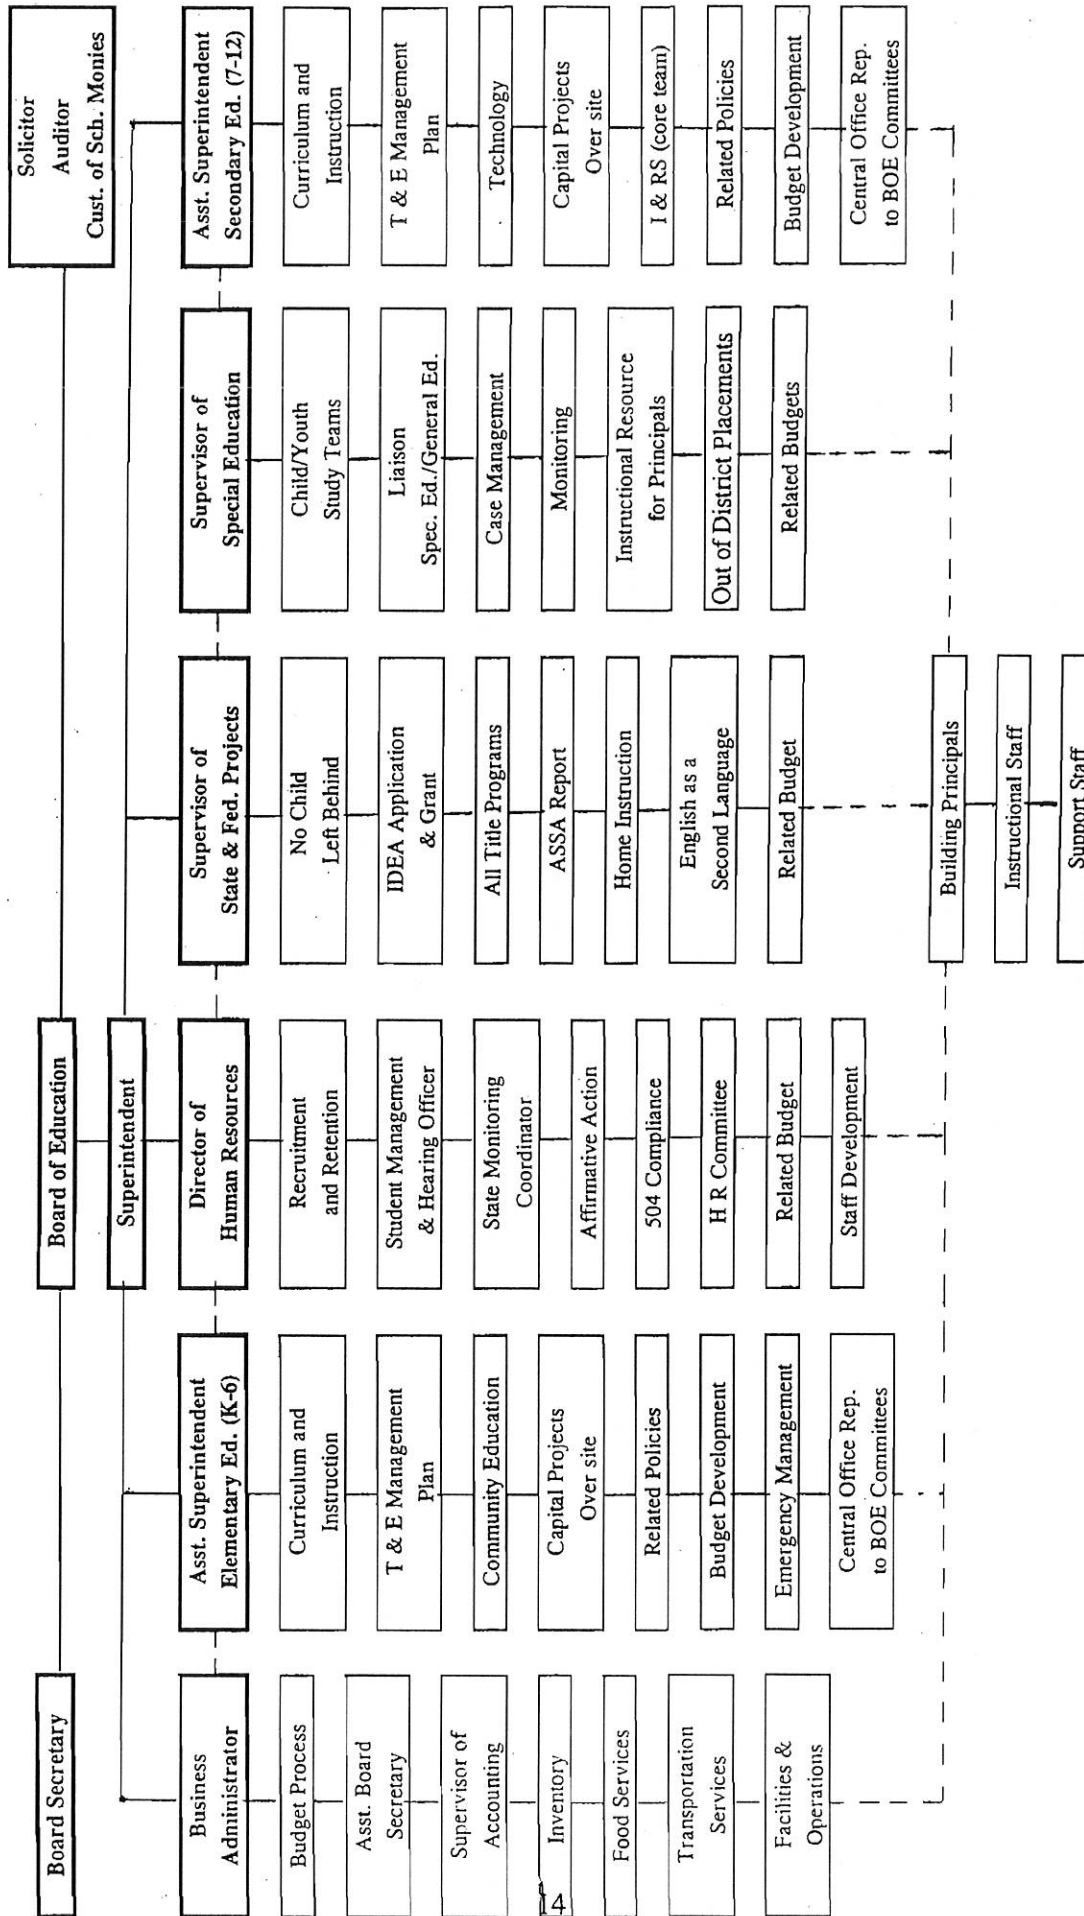 Board Secretary
Board of Education
Solicitor
Auditor
Cust. of Sch. Monies
Superintendent
Business
Administrator
Budget Process
Asst. Board
Secretary
Supervisor of
Accounting
Inventory
Food Services
Transportation
Services
Facilities &
Operations
Asst. Superintendent
Elementary Ed. (K-6)
Curriculum and
Instruction
T & E Management
Plan
Community Education
Capital Projects
Over site
Related Policies
Budget Development
Emergency Management
Central Office Rep.
to BOE Committees
Director of
Human Resources
Recruitment
and Retention
Student Management
& Hearing Officer
State Monitoring
Coordinator
Affirmative Action
504 Compliance
H R Committee
Related Budget
Staff Development
Supervisor of
State & Fed. Projects
No Child
Left Behind
IDEA Application
& Grant
All Title Programs
ASSA Report
Home Instruction
English as a
Second Language
Related Budget
Supervisor of
Special Education
Child/Youth
Study Teams
Liaison
Spec. Ed./General Ed.
Case Management
Monitoring
Instructional Resource
for Principals
Out of District Placements
Related Budgets
Asst. Superintendent
Secondary Ed. (7-12)
Curriculum and
Instruction
T & E Management
Plan
Technology
Capital Projects
Over site
I & RS (core team)
Related Policies
Budget Development
Central Office Rep.
to BOE Committees
Building Principals
Instructional Staff
Support Staff
14